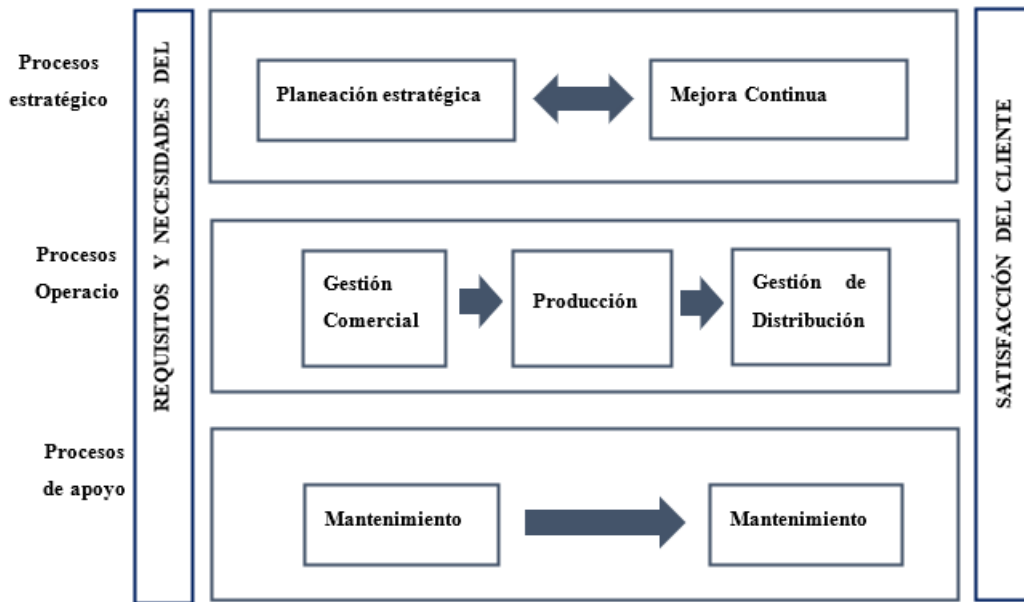 REQUISITOS Y NECESIDADES DEL
Procesos
estratégico
Planeación estratégica
Mejora Continua
Procesos
Operacio
Gestión
Comercial
Producción
Gestión de
Distribución
Procesos
de apoyo
Mantenimiento
Mantenimiento
SATISFACCIÓN DEL CLIENTE